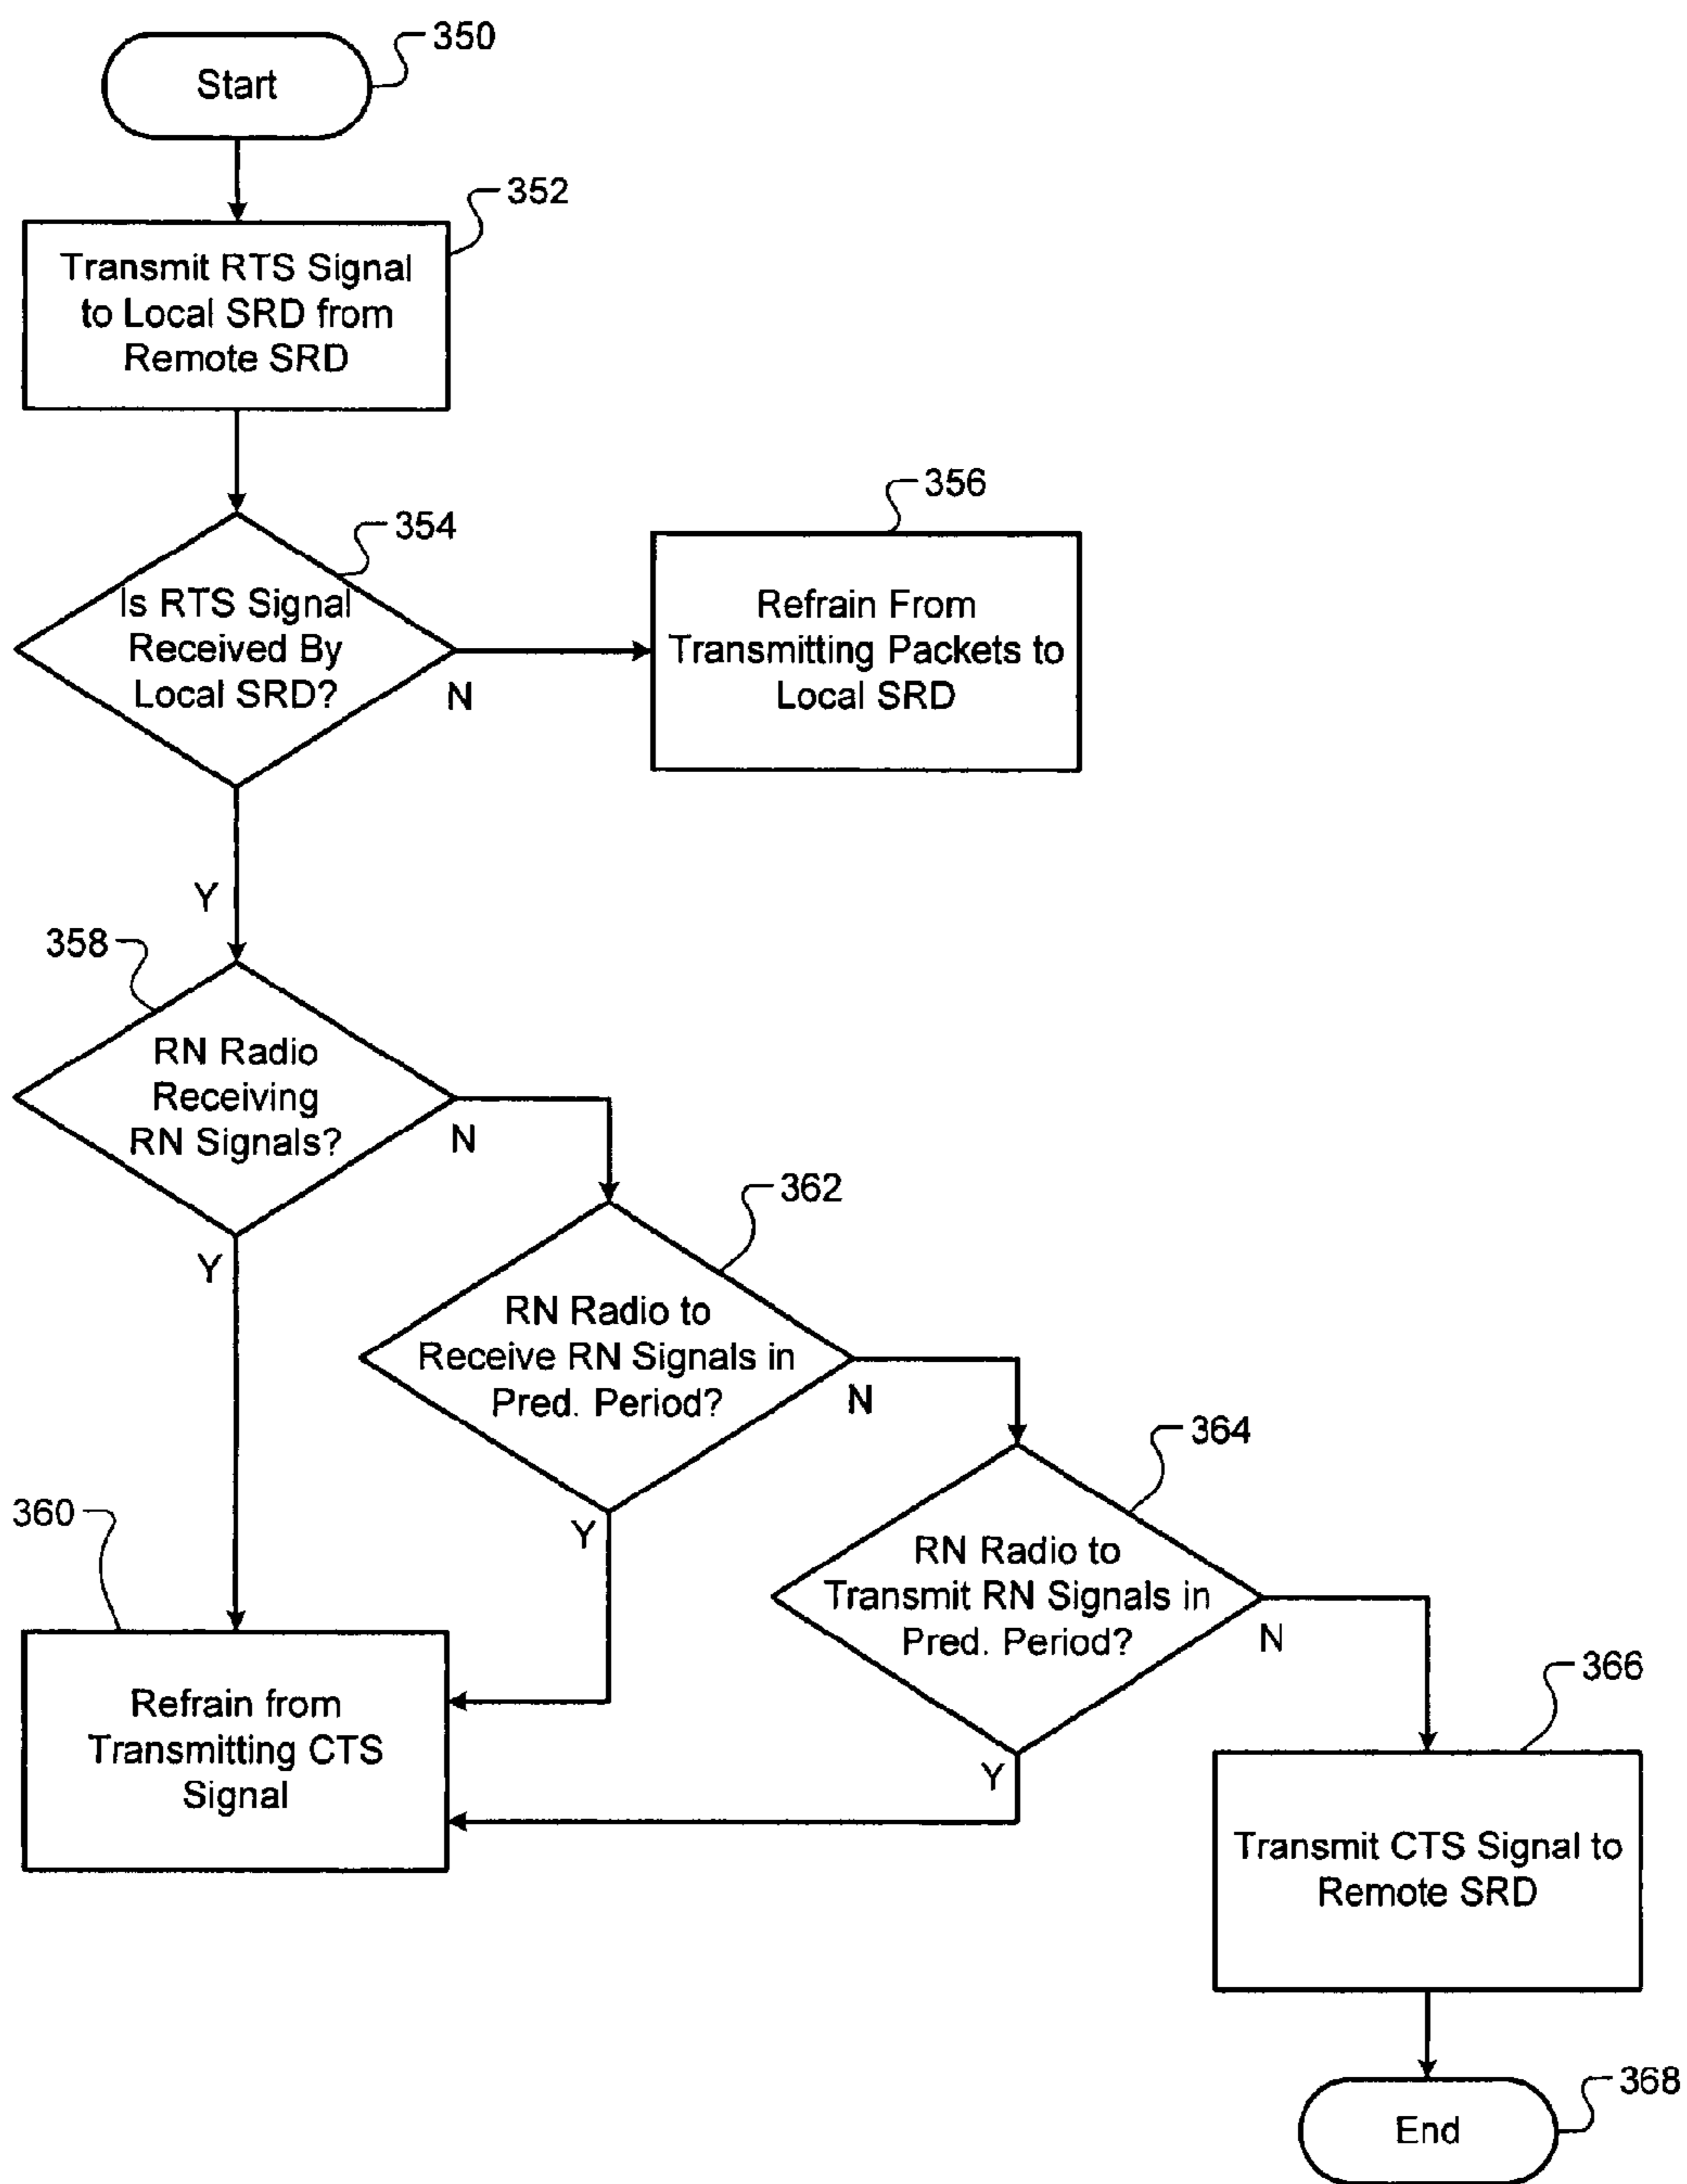 350
Start
352
Transmit RTS Signal
to Local SRD from
Remote SRD
354
Is RTS Signal
Received By
Local SRD?
N
Y
356
Refrain From
Transmitting Packets to
Local SRD
358
RN Radio
Receiving
RN Signals?
N
Y
362
RN Radio to
Receive RN Signals in
Pred. Period?
N
Y
364
RN Radio to
Transmit RN Signals in
Pred. Period?
N
Y
360
Refrain from
Transmitting CTS
Signal
366
Transmit CTS Signal to
Remote SRD
368
End